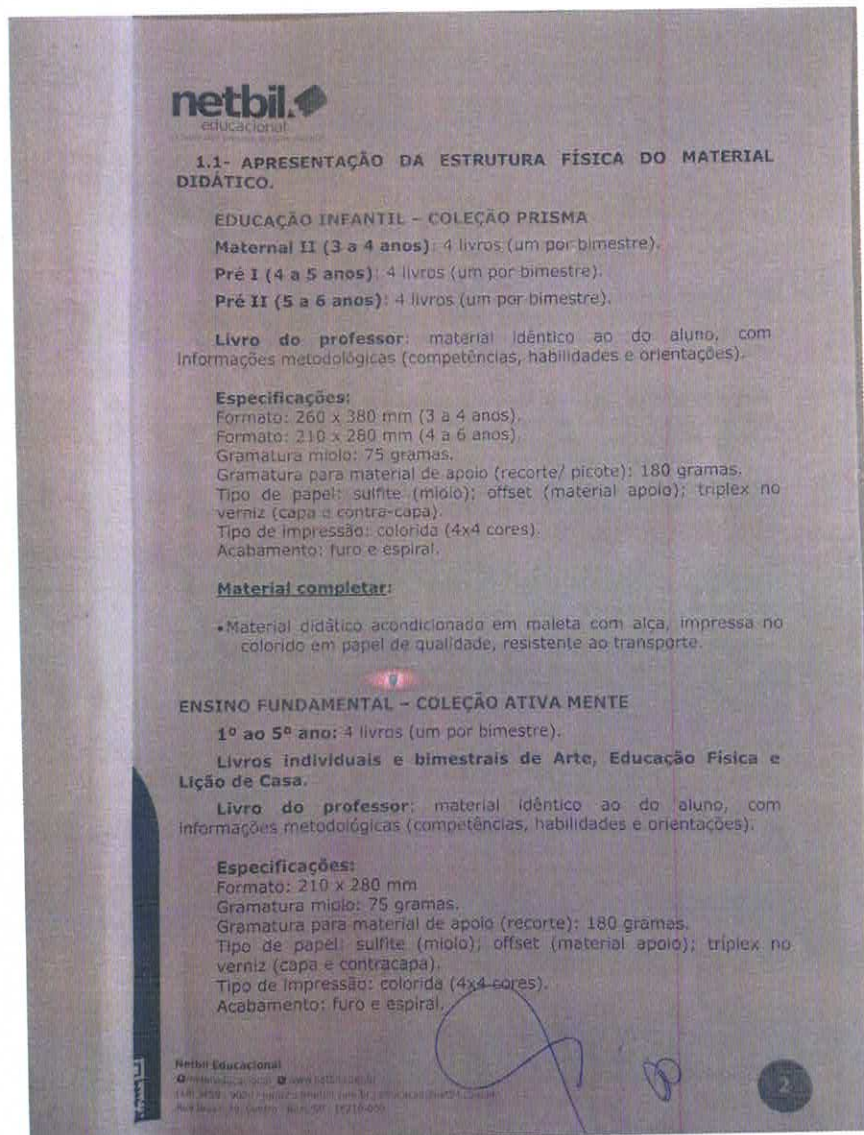 netbil
educacional
1.1- APRESENTAÇÃO DA ESTRUTURA FÍSICA DO MATERIAL
DIDÁTICO.
EDUCAÇÃO INFANTIL – COLEÇÃO PRISMA
Maternal II (3 a 4 anos): 4 livros (um por bimestre).
Pré I (4 a 5 anos): 4 livros (um por bimestre).
Pré II (5 a 6 anos): 4 livros (um por bimestre).
Livro do professor: material idêntico ao do aluno, com
informações metodológicas (competências, habilidades e orientações).
Especificações:
Formato: 260 x 380 mm (3 a 4 anos).
Formato: 210 x 280 mm (4 a 6 anos).
Gramatura miolo: 75 gramas.
Gramatura para material de apoio (recorte/ picote): 180 gramas.
Tipo de papel: sulfite (miolo); offset (material apoio); triplex no
verniz (capa e contra-capa).
Tipo de impressão: colorida (4x4 cores).
Acabamento: furo e espiral.
Material completar:
•Material didático acondicionado em maleta com alça, impressa no
colorido em papel de qualidade, resistente ao transporte.
ENSINO FUNDAMENTAL – COLEÇÃO ATIVA MENTE
1º ao 5º ano: 4 livros (um por bimestre).
Livros individuais e bimestrais de Arte, Educação Física e
Lição de Casa.
Livro do professor: material idêntico ao do aluno, com
informações metodológicas (competências, habilidades e orientações).
Especificações:
Formato: 210 x 280 mm
Gramatura miolo: 75 gramas.
Gramatura para material de apoio (recorte): 180 gramas.
Tipo de papel: sulfite (miolo); offset (material apoio); triplex no
verniz (capa e contracapa).
Tipo de impressão: colorida (4x4 cores).
Acabamento: furo e espiral.
Netbil Educacional
2